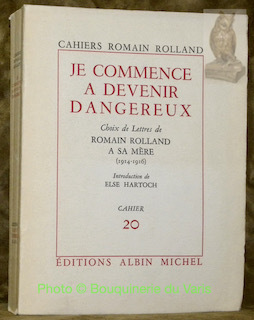 CAHIERS ROMAIN ROLLAND
JE COMMENCE
A DEVENIR
DANGEREUX
Choix de Lettres de
ROMAIN ROLLAND
A SA MÈRE
(1914-1916)
Introduction de
ELSE HARTOCH
CAHIER
20
ÉDITIONS ALBIN MICHEL
Photo © Bouquinerie du Varis